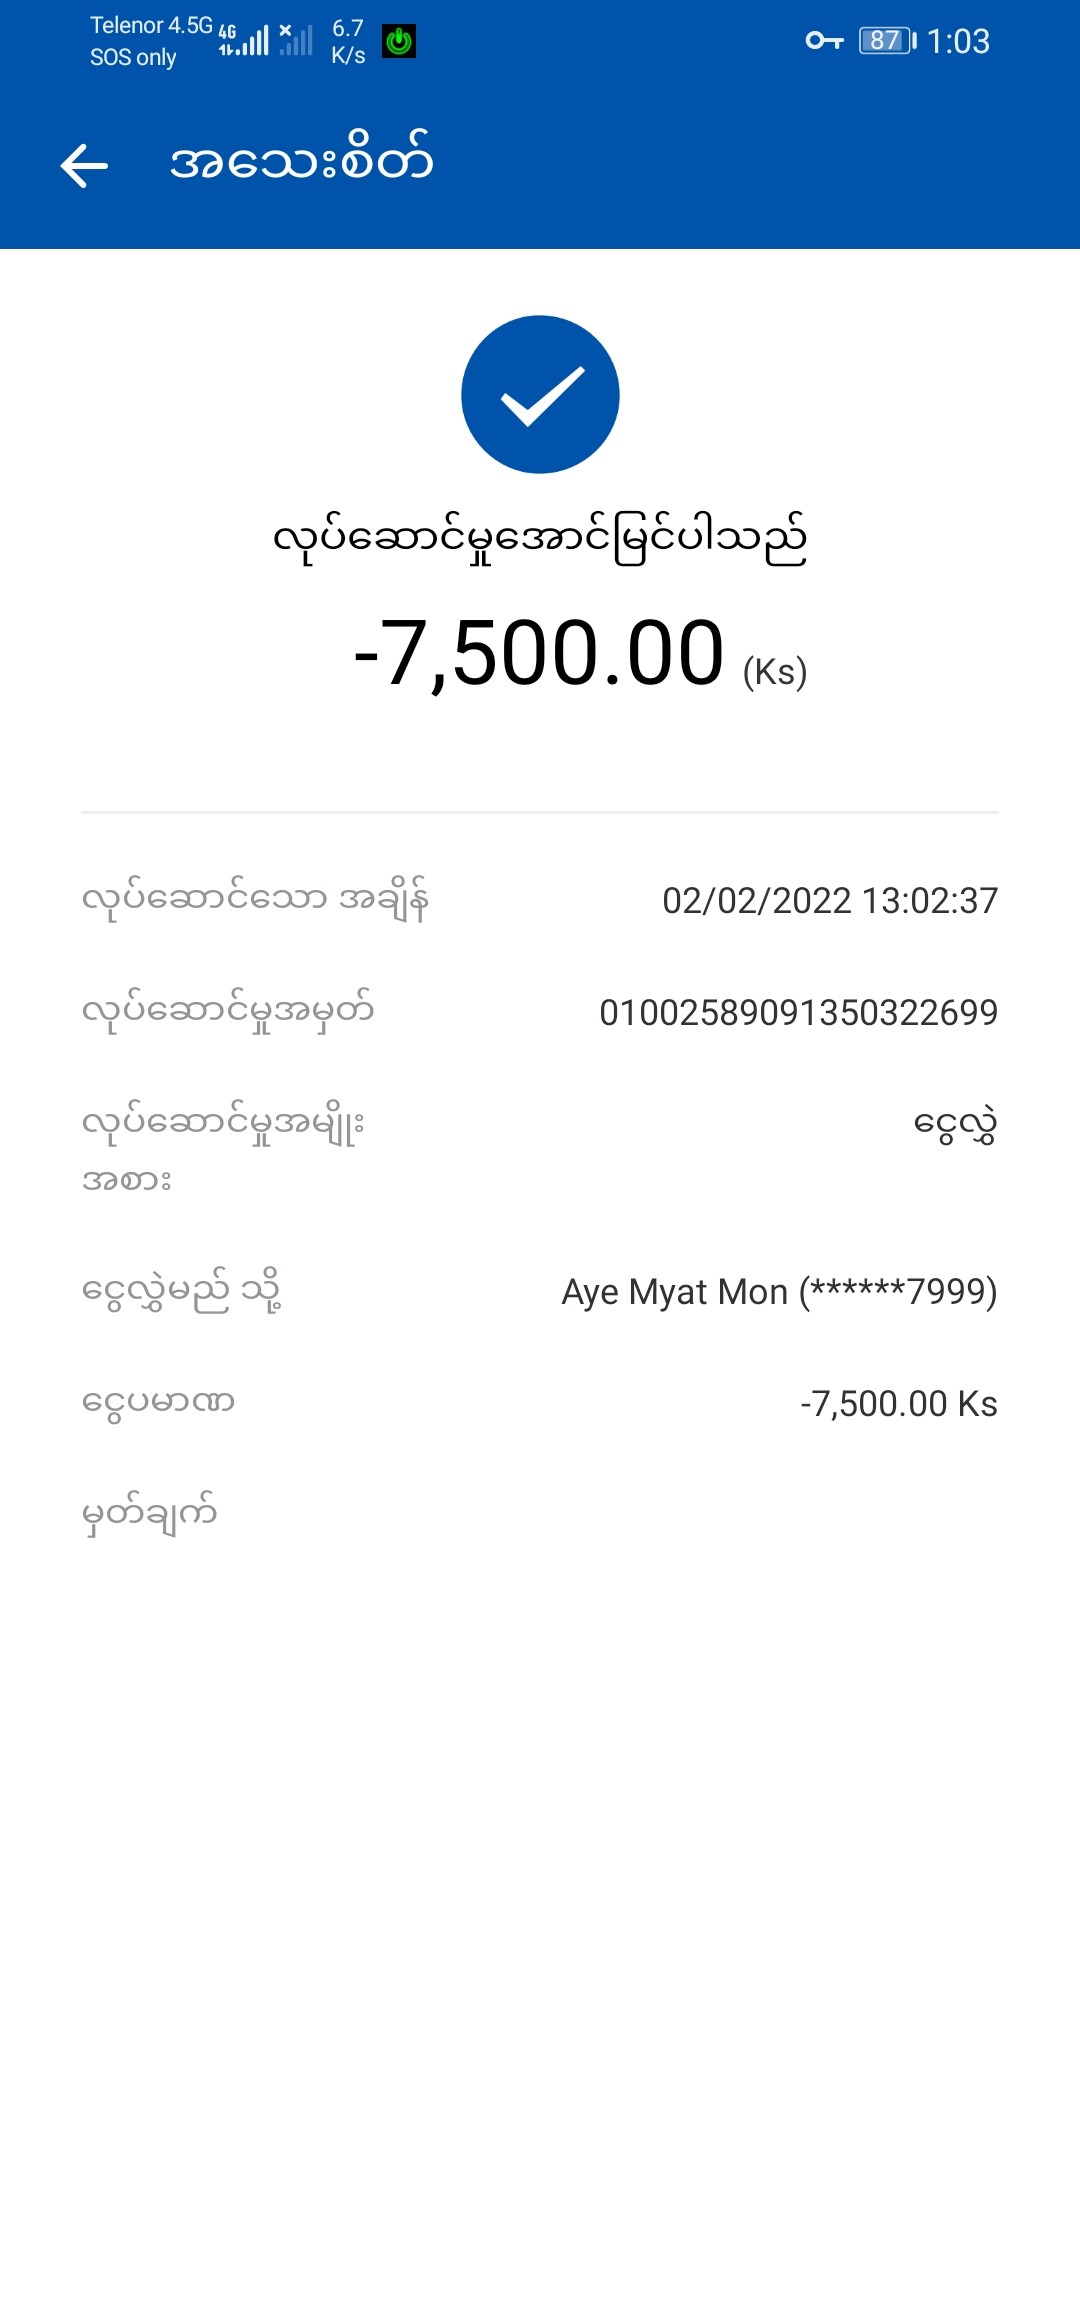 Telenor 4.5G 4G 6.7
SOS only K/s
87 1:03
အသေးစိတ်
လုပ်ဆောင်မှုအောင်မြင်ပါသည်
-7,500.00 (Ks)
လုပ်ဆောင်သော အချိန် 02/02/2022 13:02:37
လုပ်ဆောင်မှုအမှတ် 01002589091350322699
လုပ်ဆောင်မှုအမျိုး ငွေလွှဲ
အစား
ငွေလွှဲမည် သို့ Aye Myat Mon (******7999)
ငွေပမာဏ -7,500.00 Ks
မှတ်ချက်